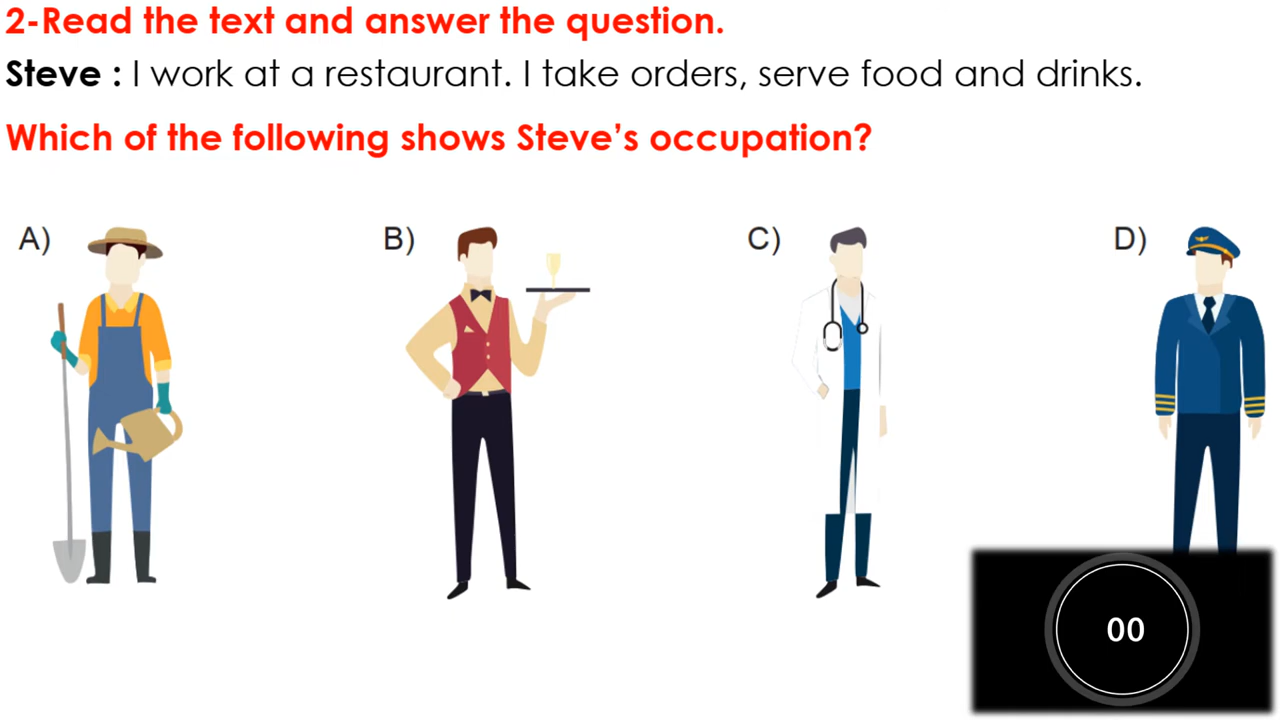 2-Read the text and answer the question.
Steve : I work at a restaurant. I take orders, serve food and drinks.
Which of the following shows Steve’s occupation?
A) B) C) D)
00